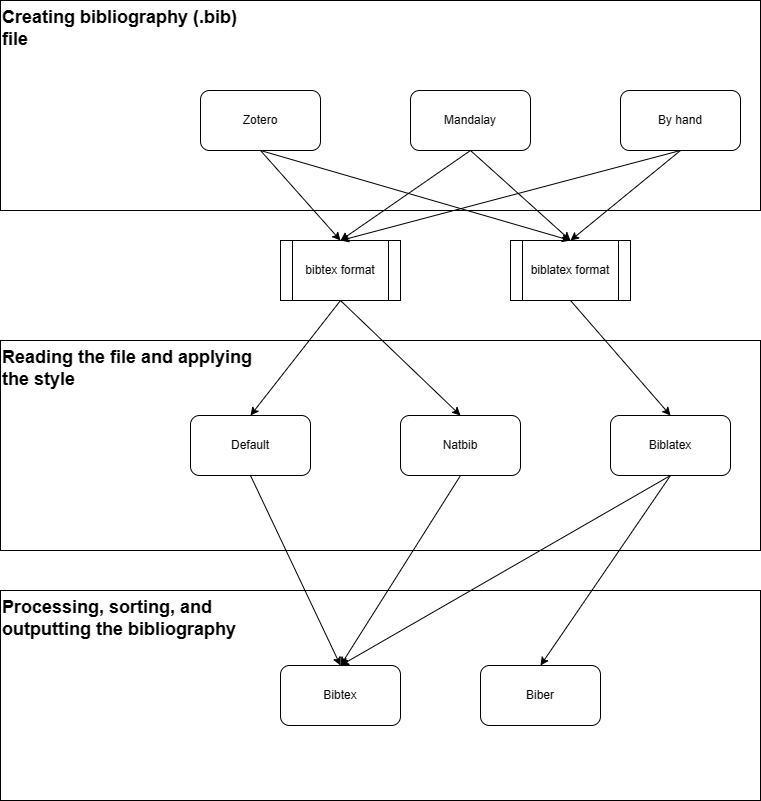 Creating bibliography (.bib)
file
Zotero
Mandalay
By hand
bibtex format
biblatex format
Reading the file and applying
the style
Default
Natbib
Biblatex
Processing, sorting, and
outputting the bibliography
Bibtex
Biber